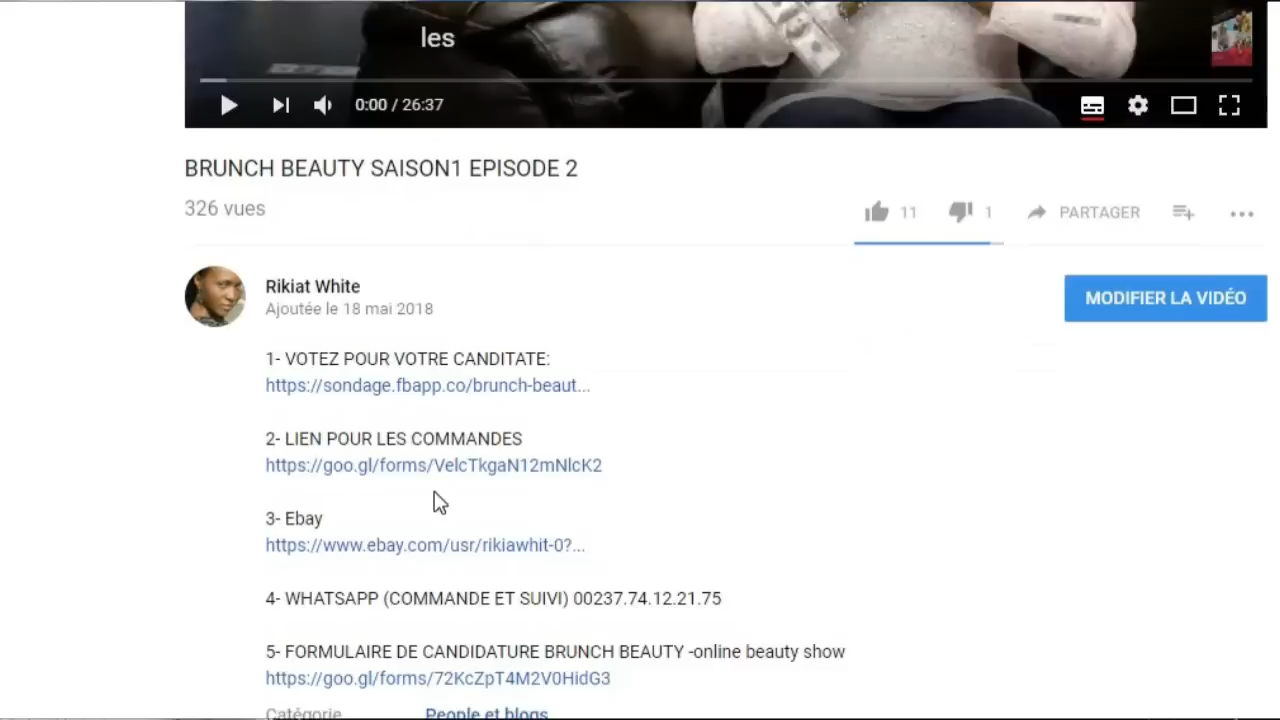 les
0:00 / 26:37
BRUNCH BEAUTY SAISON1 EPISODE 2
326 vues
11
1
PARTAGER
Rikiat White
Ajoutée le 18 mai 2018
MODIFIER LA VIDÉO
1- VOTEZ POUR VOTRE CANDITATE:
https://sondage.fbapp.co/brunch-beaut...
2- LIEN POUR LES COMMANDES
https://goo.gl/forms/VelcTkgaN12mNlcK2
3- Ebay
https://www.ebay.com/usr/rikiawhit-0?...
4- WHATSAPP (COMMANDE ET SUIVI) 00237.74.12.21.75
5- FORMULAIRE DE CANDIDATURE BRUNCH BEAUTY -online beauty show
https://goo.gl/forms/72KcZpT4M2V0HidG3
Catégorie People et blogs